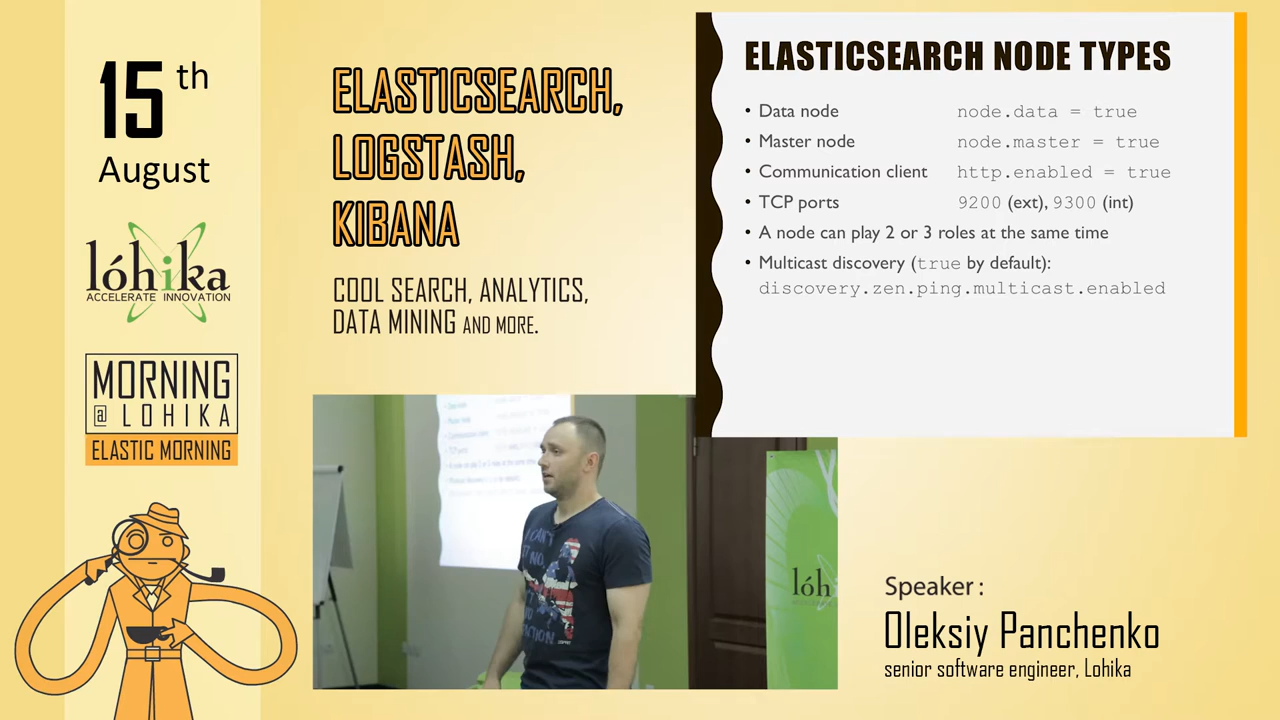 15 th
August
lóhika
ACCELERATE INNOVATION
MORNING
@ LOHIKA
ELASTIC MORNING
ELASTICSEARCH,
LOGSTASH,
KIBANA
COOL SEARCH, ANALYTICS,
DATA MINING AND MORE.
ELASTICSEARCH NODE TYPES
• Data node node.data = true
• Master node node.master = true
• Communication client http.enabled = true
• TCP ports 9200 (ext), 9300 (int)
• A node can play 2 or 3 roles at the same time
• Multicast discovery (true by default):
discovery.zen.ping.multicast.enabled
lóh
Speaker :
Oleksiy Panchenko
senior software engineer, Lohika